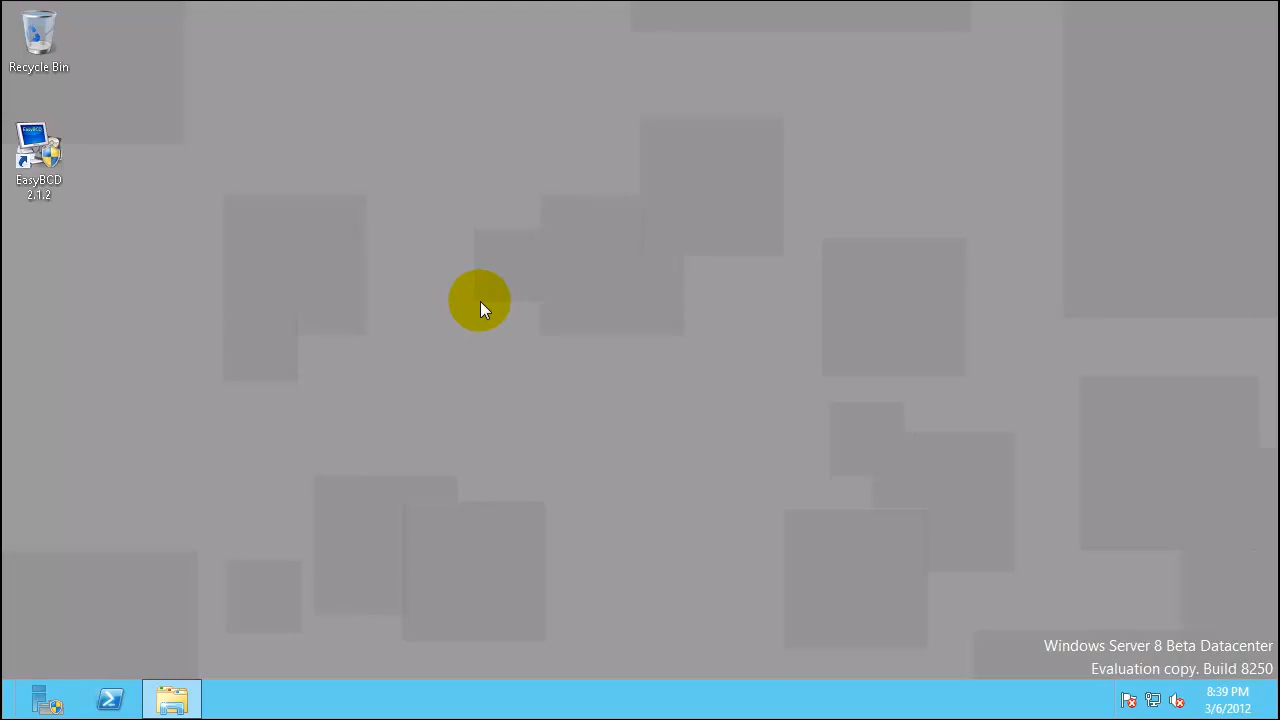 Recycle Bin
EasyBCD
EasyBCD
2.1.2
Windows Server 8 Beta Datacenter
Evaluation copy. Build 8250
8:39 PM
3/6/2012